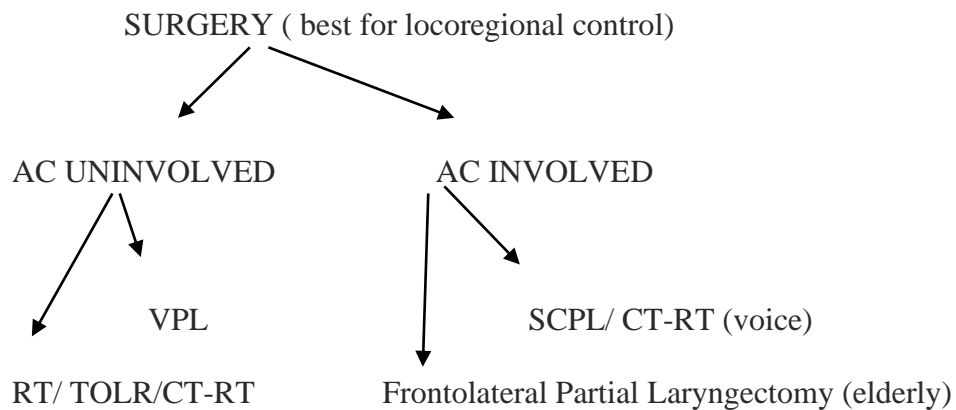 SURGERY ( best for locoregional control)
AC UNINVOLVED
AC INVOLVED
VPL
SCPL/ CT-RT (voice)
RT/ TOLR/CT-RT
Frontolateral Partial Laryngectomy (elderly)